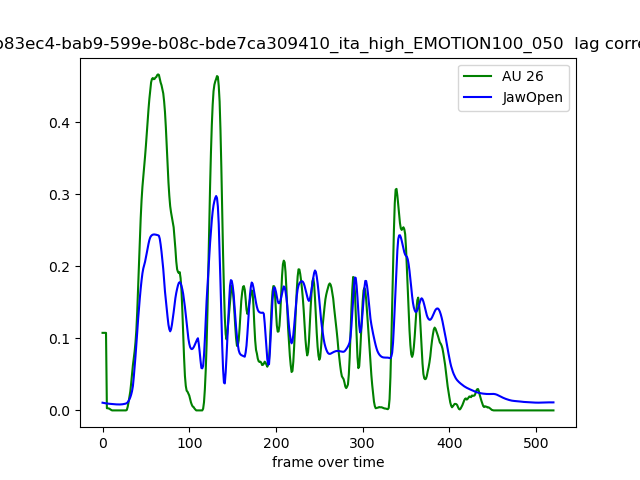 b83ec4-bab9-599e-b08c-bde7ca309410_ita_high_EMOTION100_050 lag corre
AU 26
JawOpen
0.4
0.3
0.2
0.1
0.0
0 100 200 300 400 500
frame over time